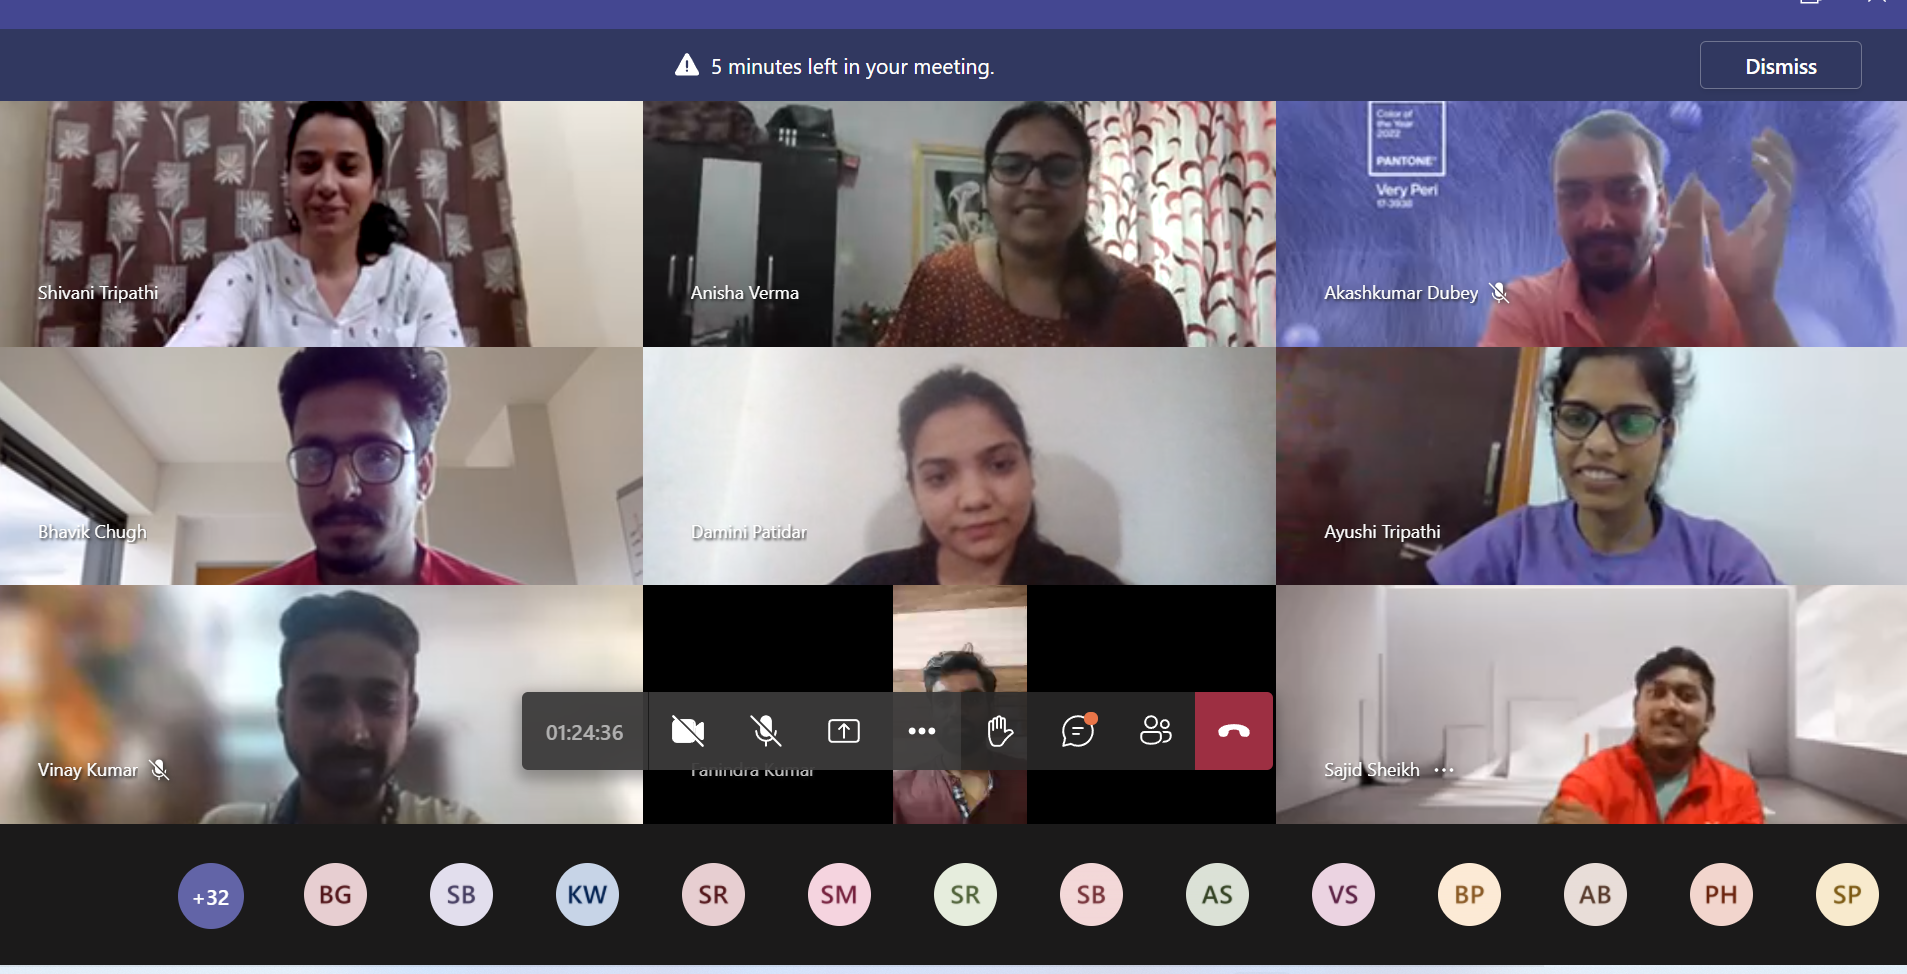 5 minutes left in your meeting.
Dismiss
Shivani Tripathi
Anisha Verma
Color of
the Year
2022
PANTONE®
Very Peri
17-3938
Akashkumar Dubey
Bhavik Chugh
Damini Patidar
Ayushi Tripathi
Vinay Kumar
01:24:36
Fanindra Kumar
Sajid Sheikh
+32
BG
SB
KW
SR
SM
SR
SB
AS
VS
BP
AB
PH
SP